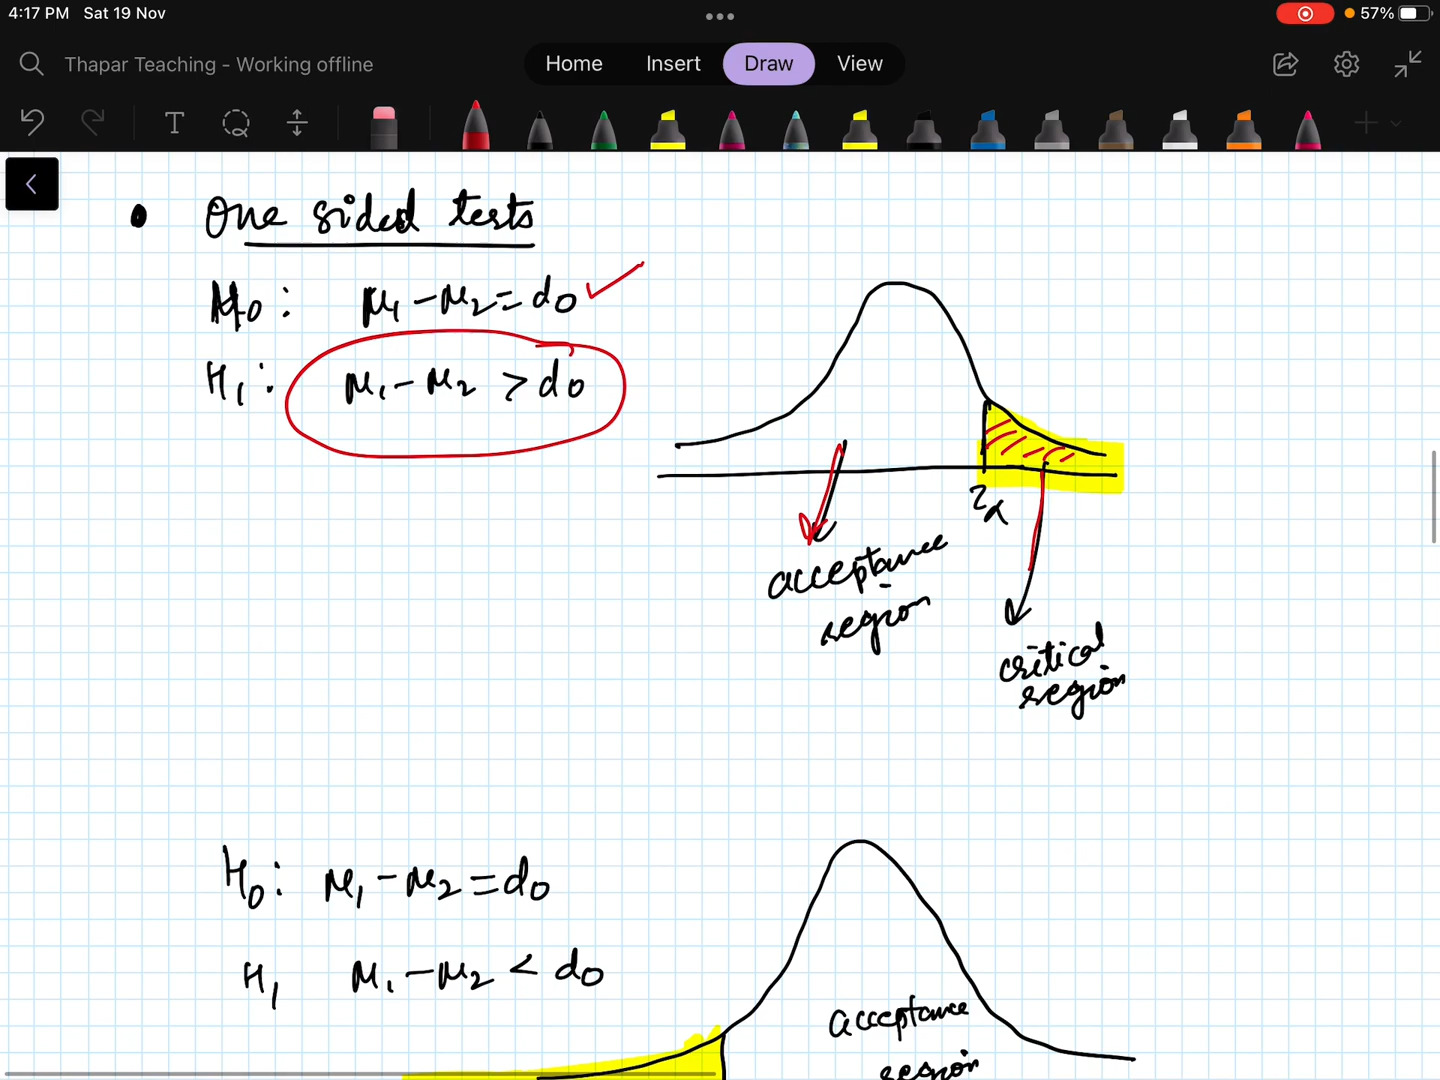 4:17 PM Sat 19 Nov
57%
Thapar Teaching - Working offline
Home Insert Draw View
T
• One sided tests
H0 : μ1 - μ2 = d0 ✓
H1 : μ1 - μ2 > d0
zα
acceptance
region
critical
region
H0 : μ1 - μ2 = d0
H1 μ1 - μ2 < d0
acceptance
region